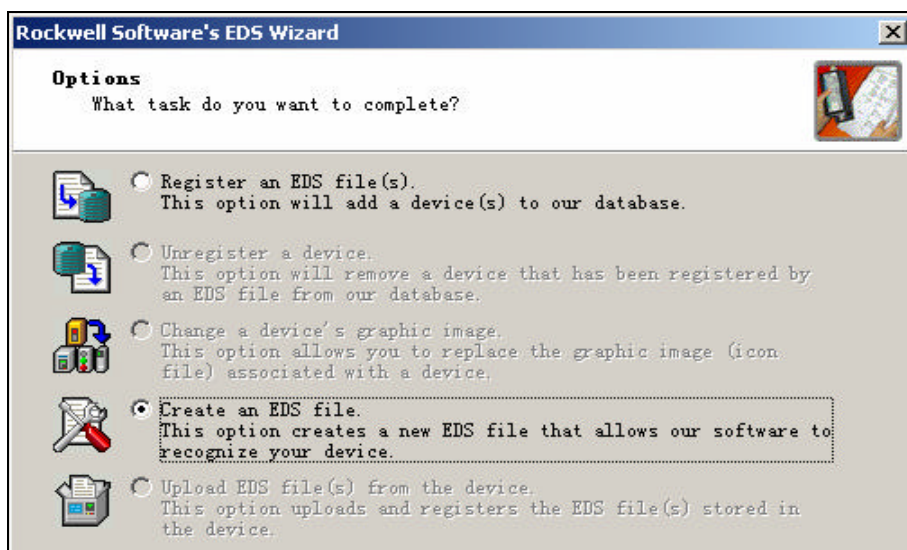 Rockwell Software's EDS Wizard
Options
What task do you want to complete?
Register an EDS file(s).
This option will add a device(s) to our database.
Unregister a device.
This option will remove a device that has been registered by
an EDS file from our database.
Change a device's graphic image.
This option allows you to replace the graphic image (icon
file) associated with a device.
Create an EDS file.
This option creates a new EDS file that allows our software to
recognize your device.
Upload EDS file(s) from the device.
This option uploads and registers the EDS file(s) stored in
the device.